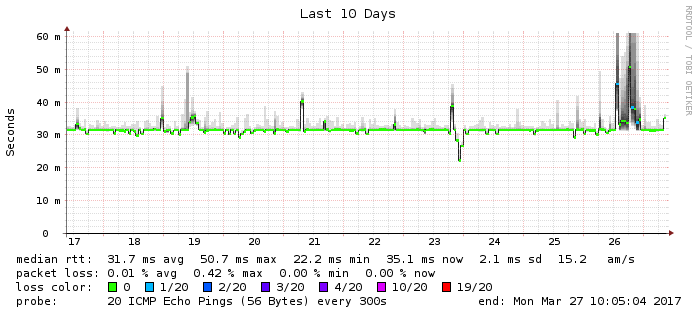 Last 10 Days
RRDTOOL / TOBI OETIKER
Seconds
60 m
50 m
40 m
30 m
20 m
10 m
0
17 18 19 20 21 22 23 24 25 26
median rtt: 31.7 ms avg 50.7 ms max 22.2 ms min 35.1 ms now 2.1 ms sd 15.2 am/s
packet loss: 0.01 % avg 0.42 % max 0.00 % min 0.00 % now
loss color: 0 1/20 2/20 3/20 4/20 10/20 19/20
probe: 20 ICMP Echo Pings (56 Bytes) every 300s end: Mon Mar 27 10:05:04 2017